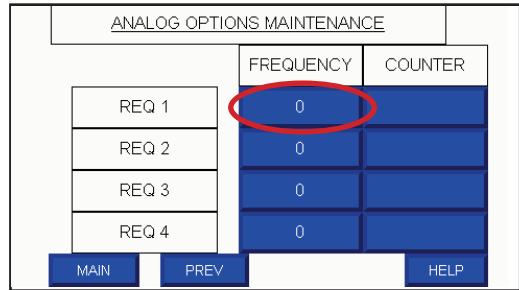 ANALOG OPTIONS MAINTENANCE
FREQUENCY COUNTER
REQ 1 0
REQ 2 0
REQ 3 0
REQ 4 0
MAIN PREV HELP